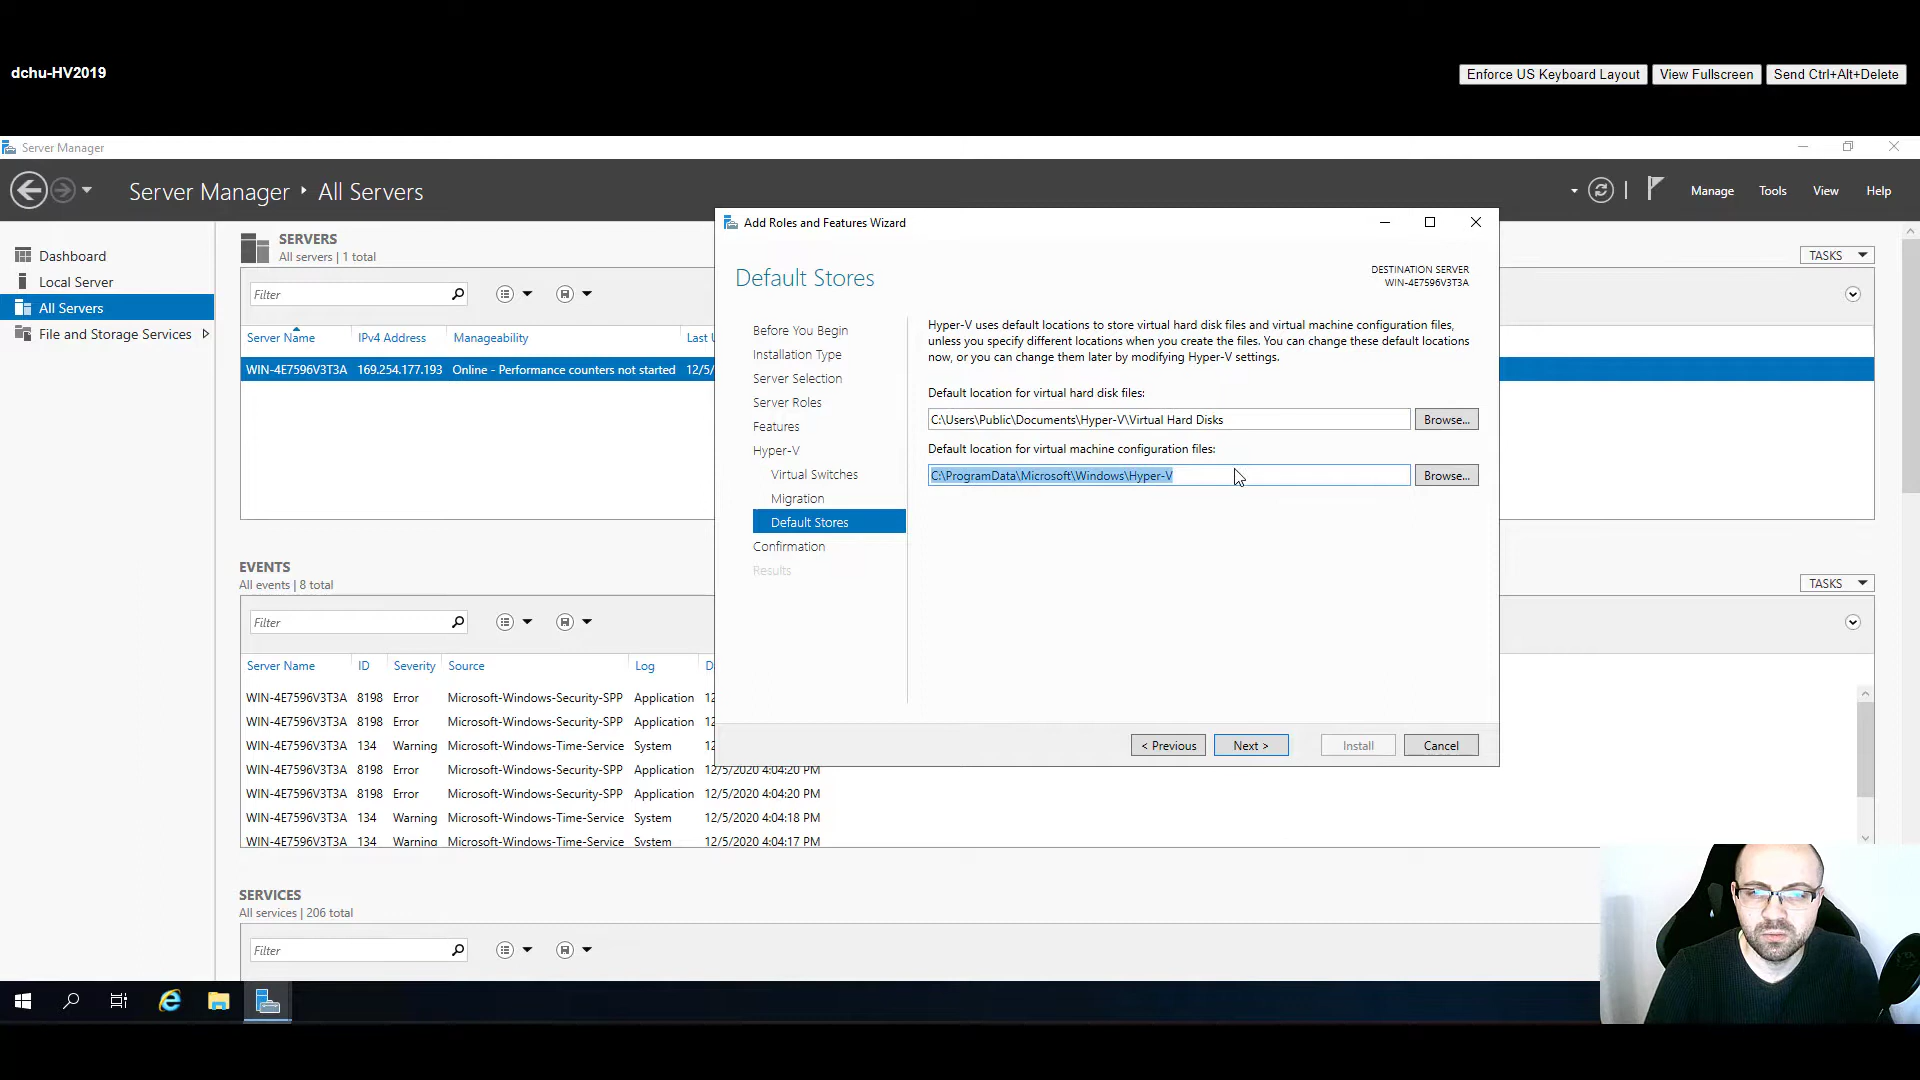 dchu-HV2019
Enforce US Keyboard Layout
View Fullscreen
Send Ctrl+Alt+Delete
Server Manager
Server Manager
All Servers
Manage
Tools
View
Help
Dashboard
Local Server
All Servers
File and Storage Services
SERVERS
All servers | 1 total
TASKS
Filter
Server Name
IPv4 Address
Manageability
Last U
WIN-4E7596V3T3A
169.254.177.193
Online - Performance counters not started
12/5
EVENTS
All events | 8 total
TASKS
Filter
Server Name
ID
Severity
Source
Log
D
WIN-4E7596V3T3A 8198 Error Microsoft-Windows-Security-SPP Application 12
WIN-4E7596V3T3A 8198 Error Microsoft-Windows-Security-SPP Application 12
WIN-4E7596V3T3A 134 Warning Microsoft-Windows-Time-Service System 12
WIN-4E7596V3T3A 8198 Error Microsoft-Windows-Security-SPP Application 12/5/2020 4:04:20 PM
WIN-4E7596V3T3A 8198 Error Microsoft-Windows-Security-SPP Application 12/5/2020 4:04:20 PM
WIN-4E7596V3T3A 134 Warning Microsoft-Windows-Time-Service System 12/5/2020 4:04:18 PM
WIN-4E7596V3T3A 134 Warning Microsoft-Windows-Time-Service System 12/5/2020 4:04:17 PM
SERVICES
All services | 206 total
Filter
Add Roles and Features Wizard
Default Stores
DESTINATION SERVER
WIN-4E7596V3T3A
Before You Begin
Installation Type
Server Selection
Server Roles
Features
Hyper-V
Virtual Switches
Migration
Default Stores
Confirmation
Results
Hyper-V uses default locations to store virtual hard disk files and virtual machine configuration files,
unless you specify different locations when you create the files. You can change these default locations
now, or you can change them later by modifying Hyper-V settings.
Default location for virtual hard disk files:
C:\Users\Public\Documents\Hyper-V\Virtual Hard Disks
Browse...
Default location for virtual machine configuration files:
C:\ProgramData\Microsoft\Windows\Hyper-V
Browse...
< Previous
Next >
Install
Cancel